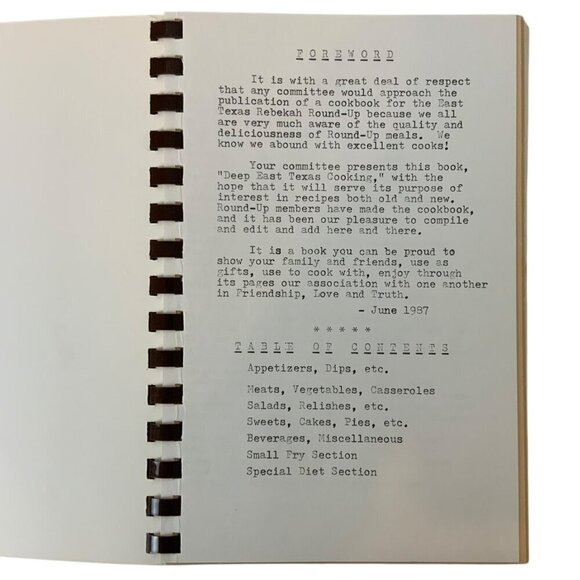 FOREWORD
It is with a great deal of respect
that any committee would approach the
publication of a cookbook for the East
Texas Rebekah Round-Up because we all
are very much aware of the quality and
deliciousness of Round-Up meals. We
know we abound with excellent cooks!
Your committee presents this book,
"Deep East Texas Cooking," with the
hope that it will serve its purpose of
interest in recipes both old and new.
Round-Up members have made the cookbook,
and it has been our pleasure to compile
and edit and add here and there.
It is a book you can be proud to
show your family and friends, use as
gifts, use to cook with, enjoy through
its pages our association with one another
in Friendship, Love and Truth.
- June 1987
* * * * *
TABLE OF CONTENTS
Appetizers, Dips, etc.
Meats, Vegetables, Casseroles
Salads, Relishes, etc.
Sweets, Cakes, Pies, etc.
Beverages, Miscellaneous
Small Fry Section
Special Diet Section